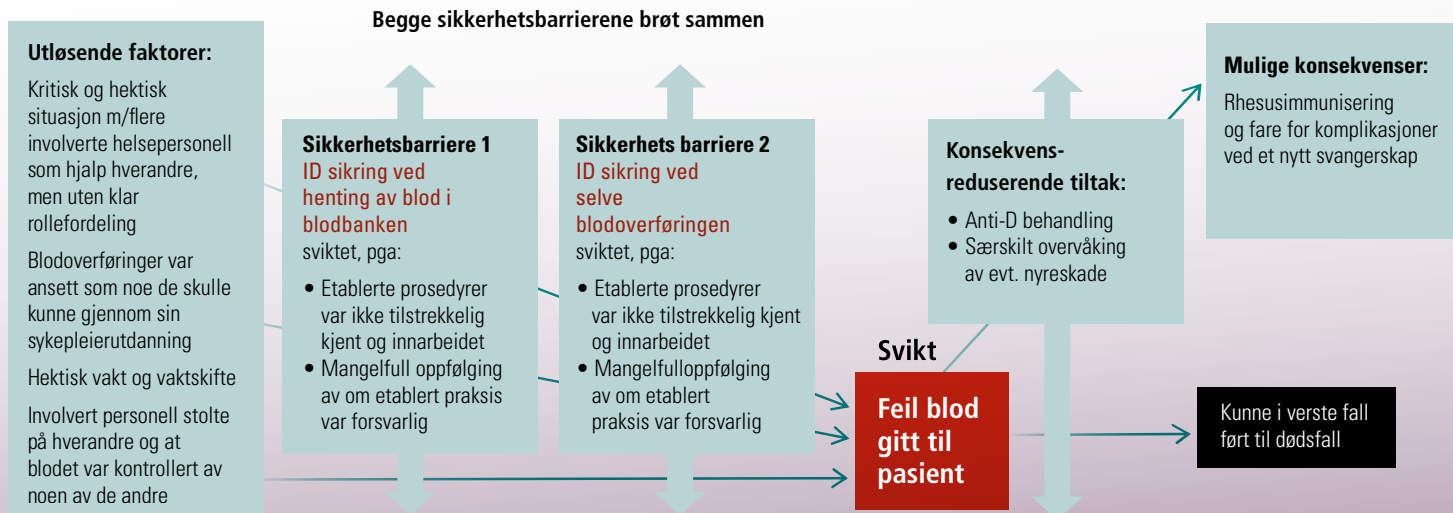 Begge sikkerhetsbarrierene brøt sammen
Utløsende faktorer:
Kritisk og hektisk
situasjon m/flere
involverte helsepersonell
som hjalp hverandre,
men uten klar
rollefordeling
Blodoverføringer var
ansett som noe de skulle
kunne gjennom sin
sykepleierutdanning
Hektisk vakt og vaktskifte
Involvert personell stolte
på hverandre og at
blodet var kontrollert av
noen av de andre
Sikkerhetsbarriere 1
ID sikring ved
henting av blod i
blodbanken
sviktet, pga:
• Etablerte prosedyrer
var ikke tilstrekkelig
kjent og innarbeidet
• Mangelfull oppfølging
av om etablert praksis
var forsvarlig
Sikkerhets barriere 2
ID sikring ved
selve
blodoverføringen
sviktet, pga:
• Etablerte prosedyrer
var ikke tilstrekkelig kjent
og innarbeidet
• Mangelfulloppfølging
av om etablert
praksis var forsvarlig
Svikt
Feil blod
gitt til
pasient
Konsekvens-
reduserende tiltak:
• Anti-D behandling
• Særskilt overvåking
av evt. nyreskade
Mulige konsekvenser:
Rhesusimmunisering
og fare for komplikasjoner
ved et nytt svangerskap
Kunne i verste fall
ført til dødsfall